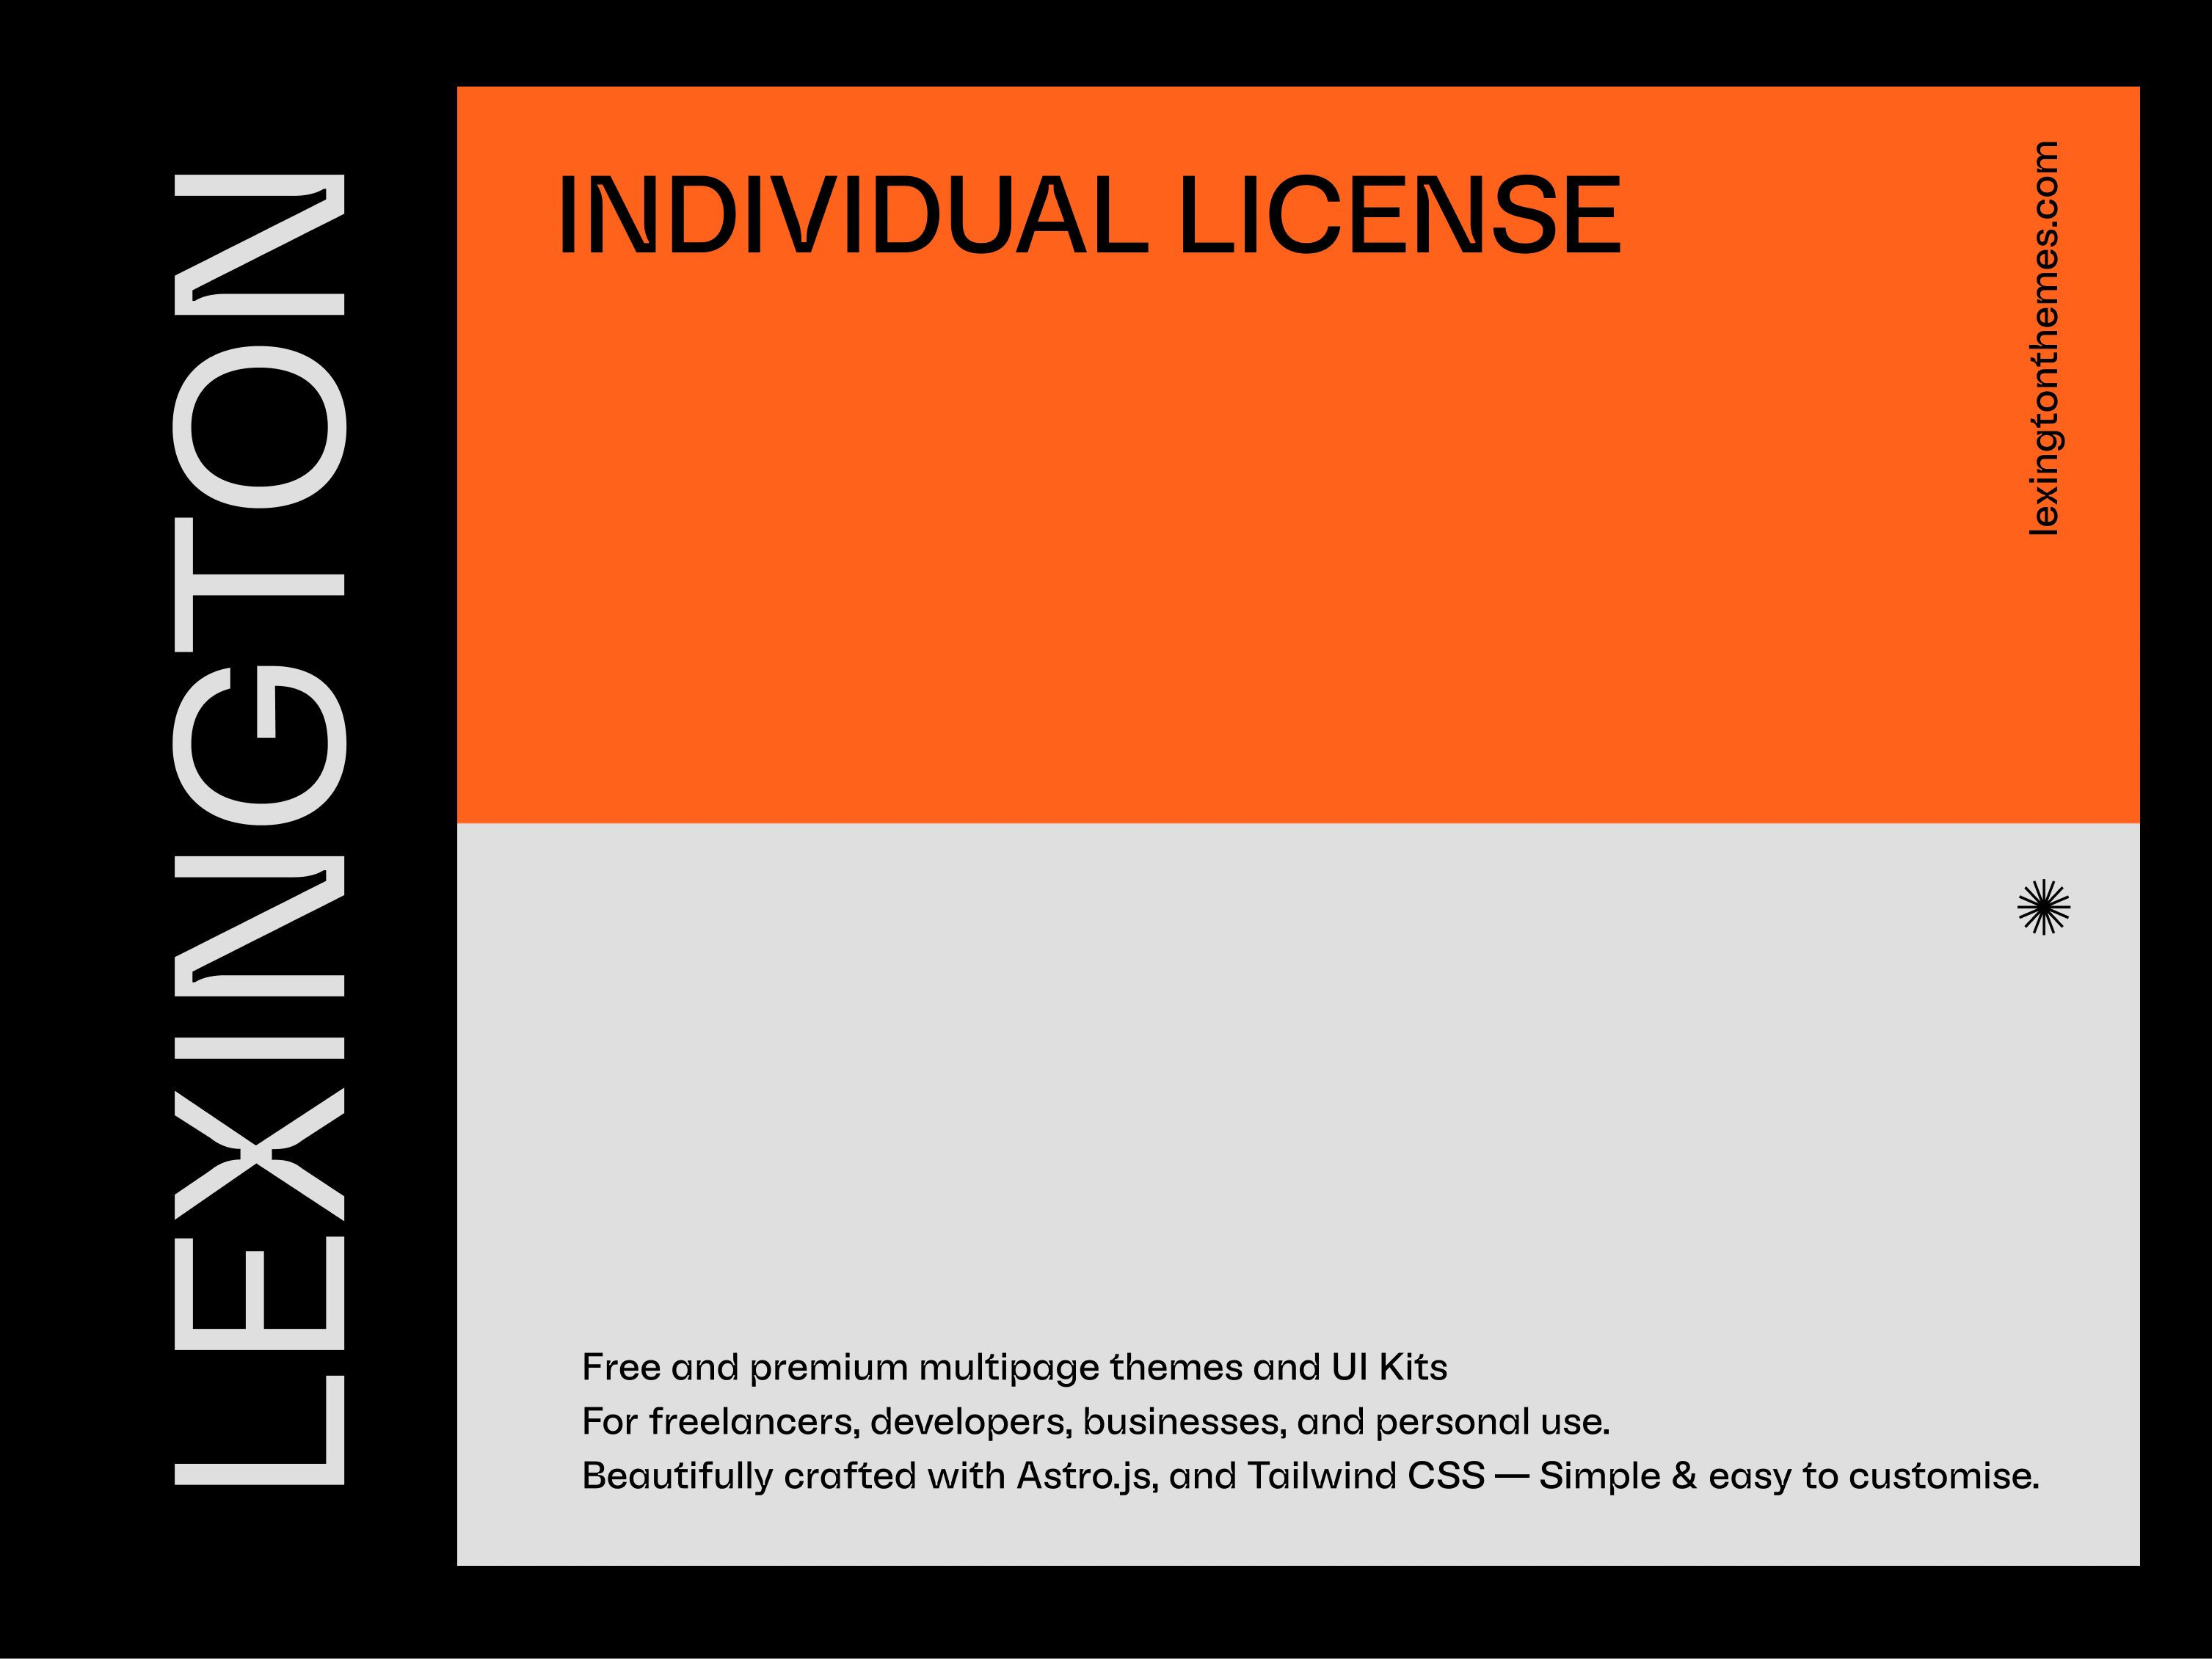 LEXINGTON
INDIVIDUAL LICENSE
lexingtonthemes.com
Free and premium multipage themes and UI Kits
For freelancers, developers, businesses, and personal use.
Beautifully crafted with Astro.js, and Tailwind CSS — Simple & easy to customise.